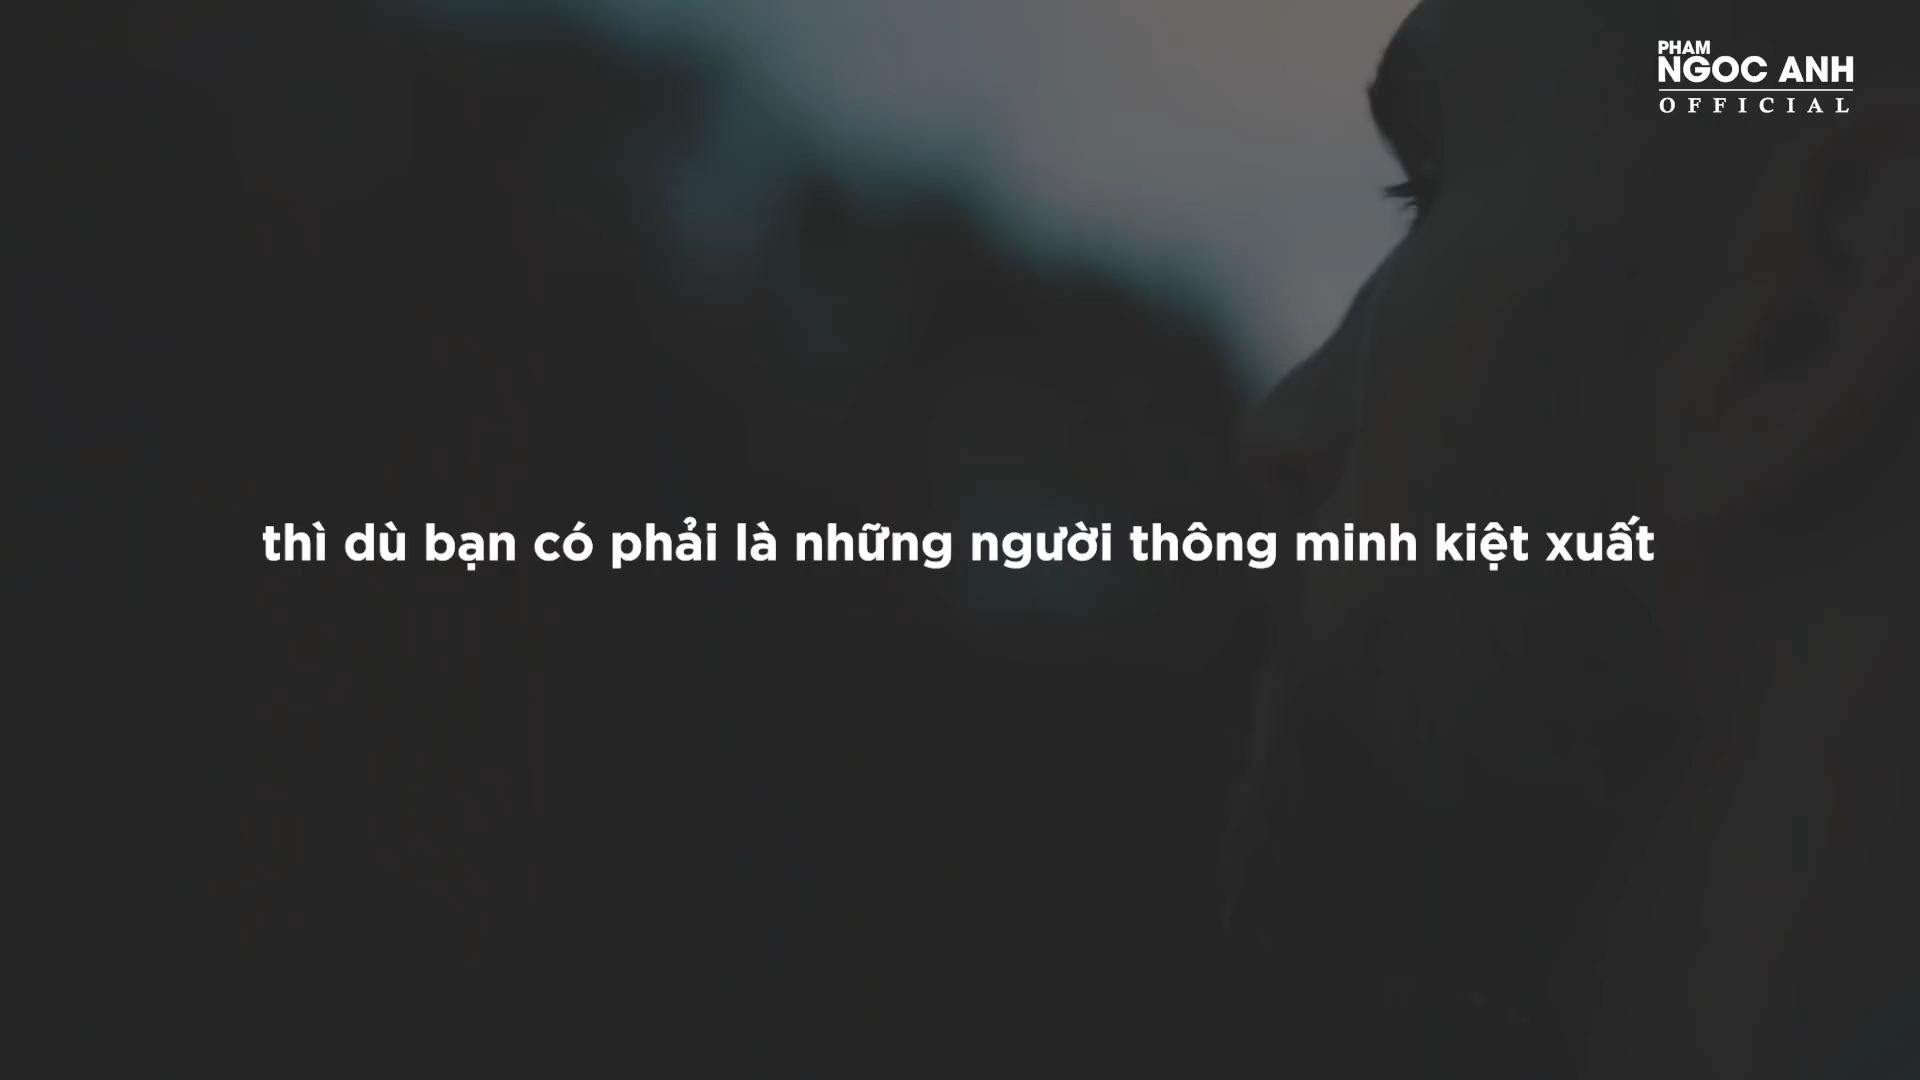 PHAM
NGOC ANH
OFFICIAL
thì dù bạn có phải là những người thông minh kiệt xuất